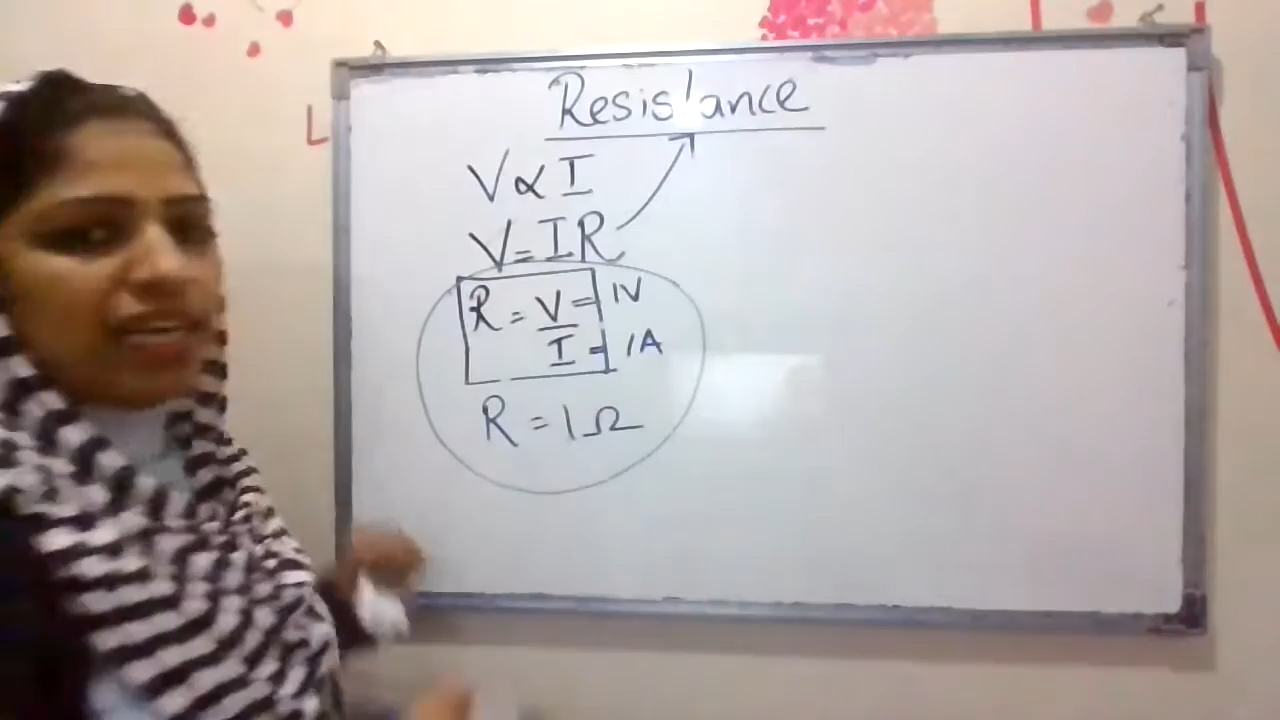 Resistance
V ∝ I
V = IR
R = V = 1V
I = 1A
R = 1Ω